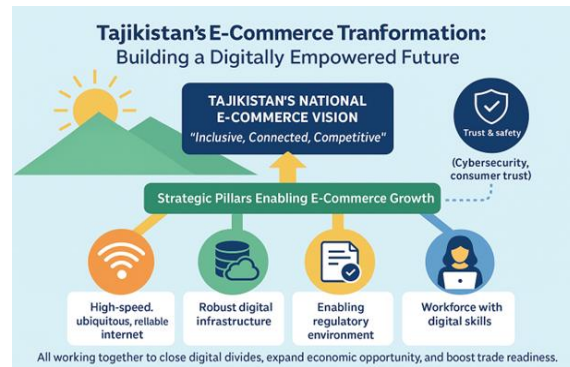 Tajikistan's E-Commerce Tranformation:
Building a Digitally Empowered Future
TAJIKISTAN'S NATIONAL
E-COMMERCE VISION
"Inclusive, Connected, Competitive"
Trust & safety
(Cybersecurity,
consumer trust)
Strategic Pillars Enabling E-Commerce Growth
High-speed.
ubiquitous, reliable
internet
Robust digital
infrastructure
Enabling
regulatory
environment
Workforce with
digital skills
All working together to close digital divides, expand economic opportunity, and boost trade readiness.